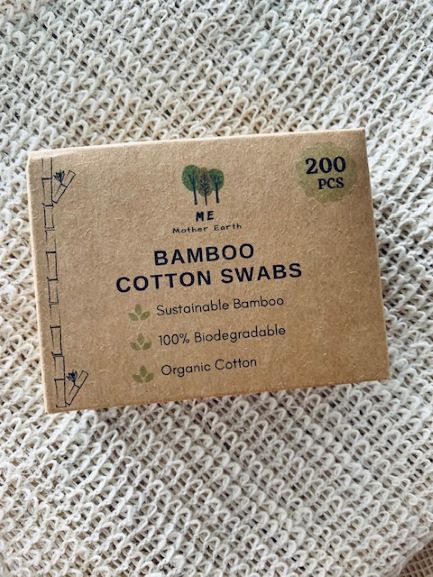 200
PCS
ME
Mother Earth
BAMBOO
COTTON SWABS
Sustainable Bamboo
100% Biodegradable
Organic Cotton